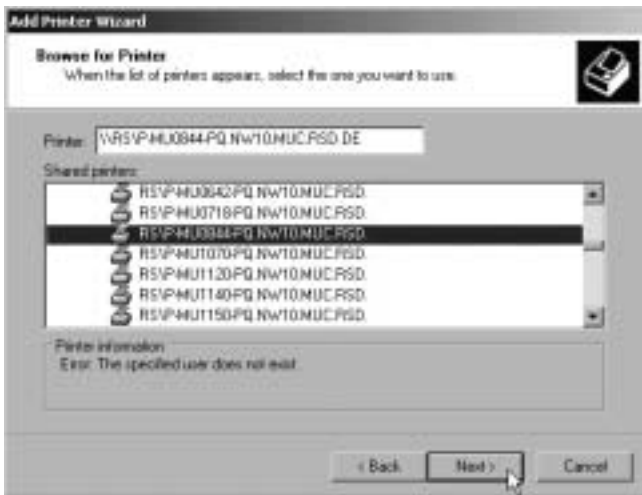 Add Printer Wizard
Browse for Printer
When the list of printers appears, select the one you want to use.
Printer: \\RS\P-MU0844-PQ.NW10.MUC.RSD.DE
Shared printers:
RS\P-MU0642-PQ.NW10.MUC.RSD.
RS\P-MU0718-PQ.NW10.MUC.RSD.
RS\P-MU0844-PQ.NW10.MUC.RSD.
RS\P-MU1070-PQ.NW10.MUC.RSD.
RS\P-MU1120-PQ.NW10.MUC.RSD.
RS\P-MU1140-PQ.NW10.MUC.RSD.
RS\P-MU1150-PQ.NW10.MUC.RSD.
Printer information
Error: The specified user does not exist.
< Back
Next >
Cancel